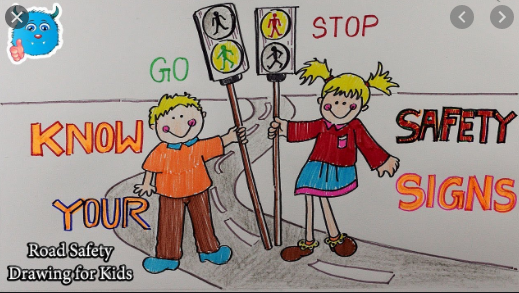 GO
STOP
KNOW
SAFETY
YOUR
SIGNS
Road Safety
Drawing for Kids